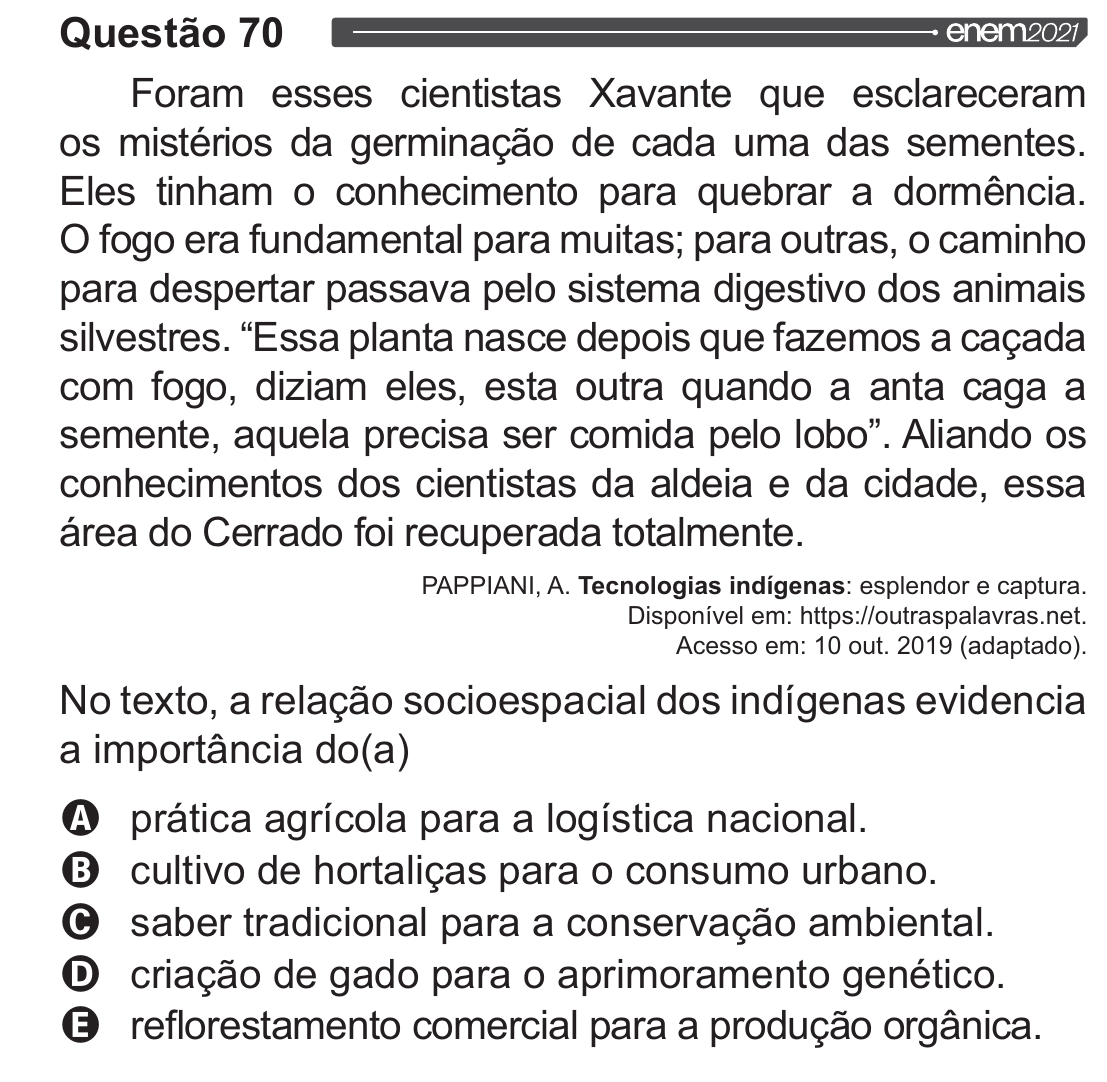 Questão 70
enem2021
Foram esses cientistas Xavante que esclareceram
os mistérios da germinação de cada uma das sementes.
Eles tinham o conhecimento para quebrar a dormência.
O fogo era fundamental para muitas; para outras, o caminho
para despertar passava pelo sistema digestivo dos animais
silvestres. “Essa planta nasce depois que fazemos a caçada
com fogo, diziam eles, esta outra quando a anta caga a
semente, aquela precisa ser comida pelo lobo”. Aliando os
conhecimentos dos cientistas da aldeia e da cidade, essa
área do Cerrado foi recuperada totalmente.
PAPPIANI, A. Tecnologias indígenas: esplendor e captura.
Disponível em: https://outraspalavras.net.
Acesso em: 10 out. 2019 (adaptado).
No texto, a relação socioespacial dos indígenas evidencia
a importância do(a)
A prática agrícola para a logística nacional.
B cultivo de hortaliças para o consumo urbano.
C saber tradicional para a conservação ambiental.
D criação de gado para o aprimoramento genético.
E reflorestamento comercial para a produção orgânica.